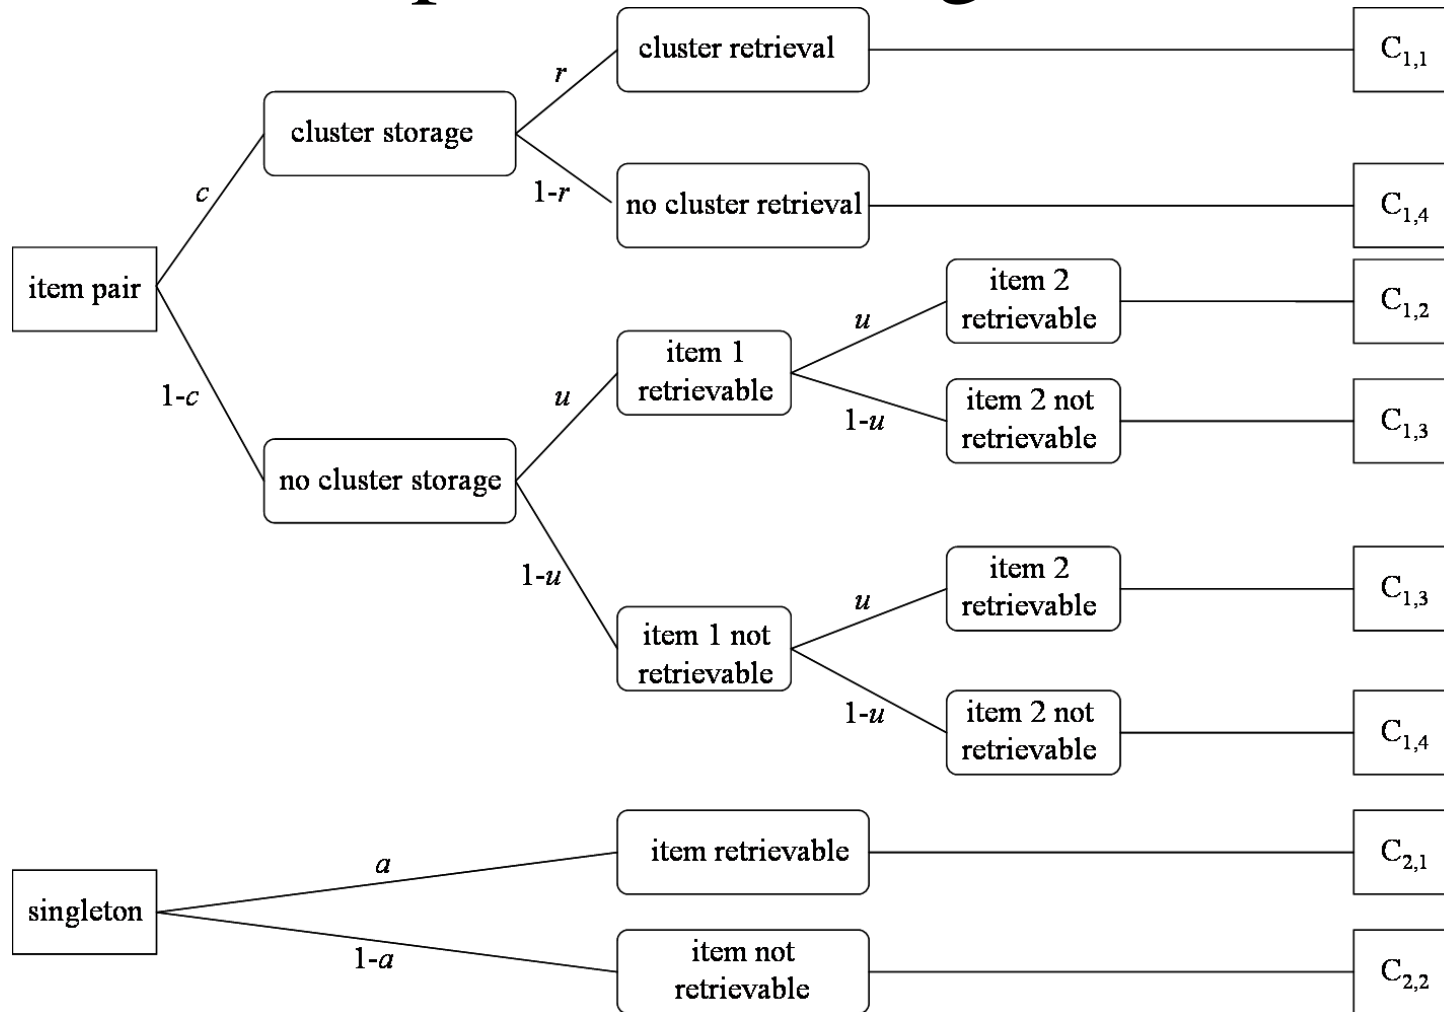 cluster retrieval
C1,1
r
cluster storage
c
1-r
no cluster retrieval
C1,4
item pair
item 2
retrievable
C1,2
u
item 1
retrievable
1-c
u
1-u
item 2 not
retrievable
C1,3
no cluster storage
1-u
item 2
retrievable
C1,3
u
item 1 not
retrievable
1-u
item 2 not
retrievable
C1,4
item retrievable
C2,1
a
singleton
1-a
item not
retrievable
C2,2